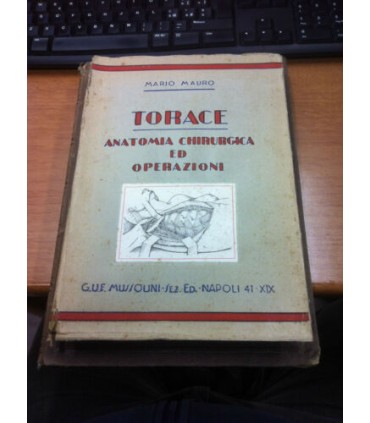 MARIO MAURO
TORACE
ANATOMIA CHIRURGICA
ED
OPERAZIONI
G.U.F. MUSSOLINI-SEZ. ED.-NAPOLI 41-XIX